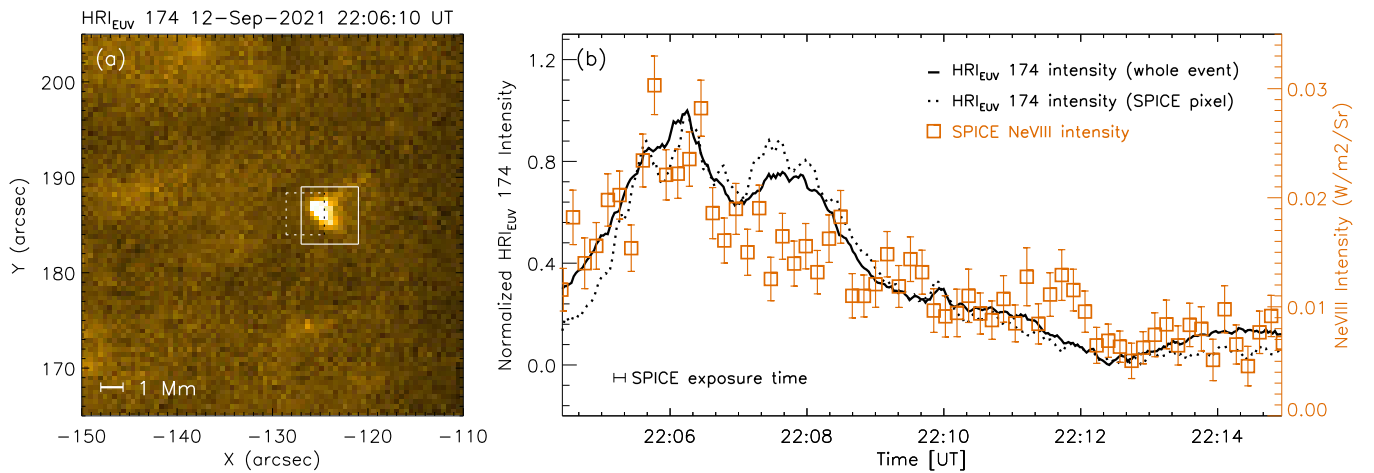 HRI_EUV 174 12-Sep-2021 22:06:10 UT
(a)
200
190
180
170
Y (arcsec)
1 Mm
-150 -140 -130 -120 -110
X (arcsec)
(b)
HRI_EUV 174 intensity (whole event)
HRI_EUV 174 intensity (SPICE pixel)
SPICE NeVIII intensity
1.2
0.8
0.4
0.0
Normalized HRI_EUV 174 Intensity
SPICE exposure time
22:06 22:08 22:10 22:12 22:14
Time [UT]
0.03
0.02
0.01
0.00
NeVIII Intensity (W/m2/Sr)